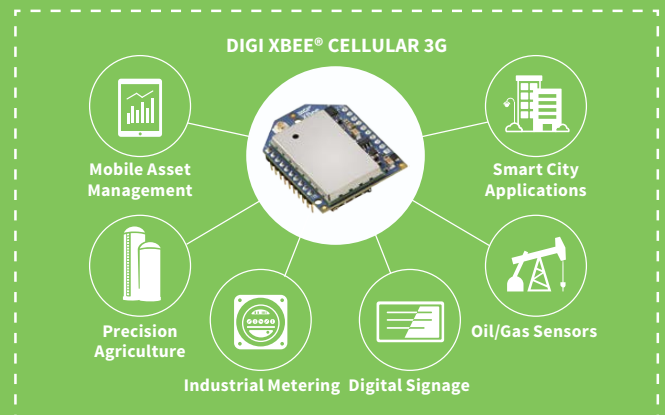 DIGI XBEE® CELLULAR 3G
Mobile Asset
Management
Smart City
Applications
Precision
Agriculture
Oil/Gas Sensors
Industrial Metering
Digital Signage